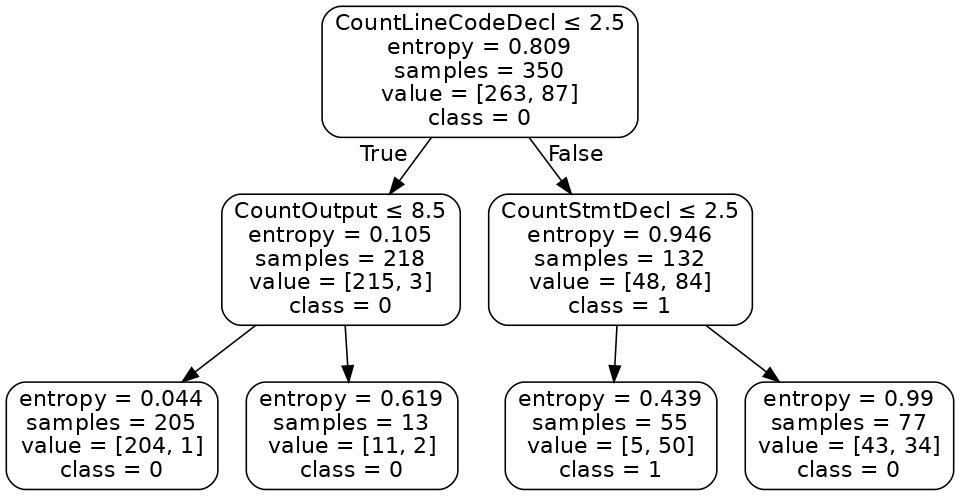 CountLineCodeDecl ≤ 2.5
entropy = 0.809
samples = 350
value = [263, 87]
class = 0
True
False
CountOutput ≤ 8.5
entropy = 0.105
samples = 218
value = [215, 3]
class = 0
CountStmtDecl ≤ 2.5
entropy = 0.946
samples = 132
value = [48, 84]
class = 1
entropy = 0.044
samples = 205
value = [204, 1]
class = 0
entropy = 0.619
samples = 13
value = [11, 2]
class = 0
entropy = 0.439
samples = 55
value = [5, 50]
class = 1
entropy = 0.99
samples = 77
value = [43, 34]
class = 0